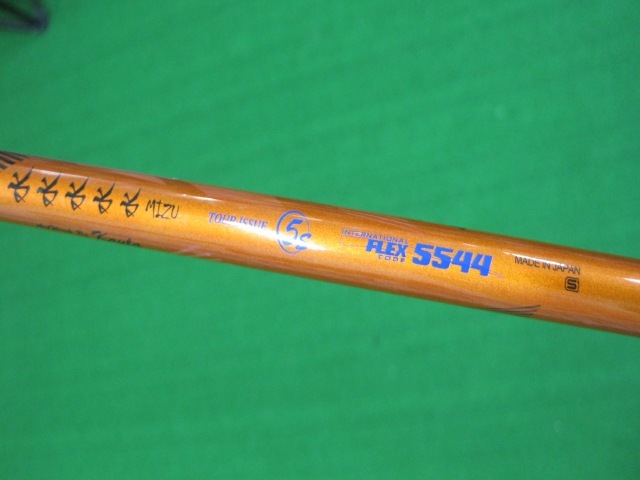 水水水水水 MIZU
TOUR ISSUE 5S
INTERNATIONAL
FLEX 5544
CODE
MADE IN JAPAN
S